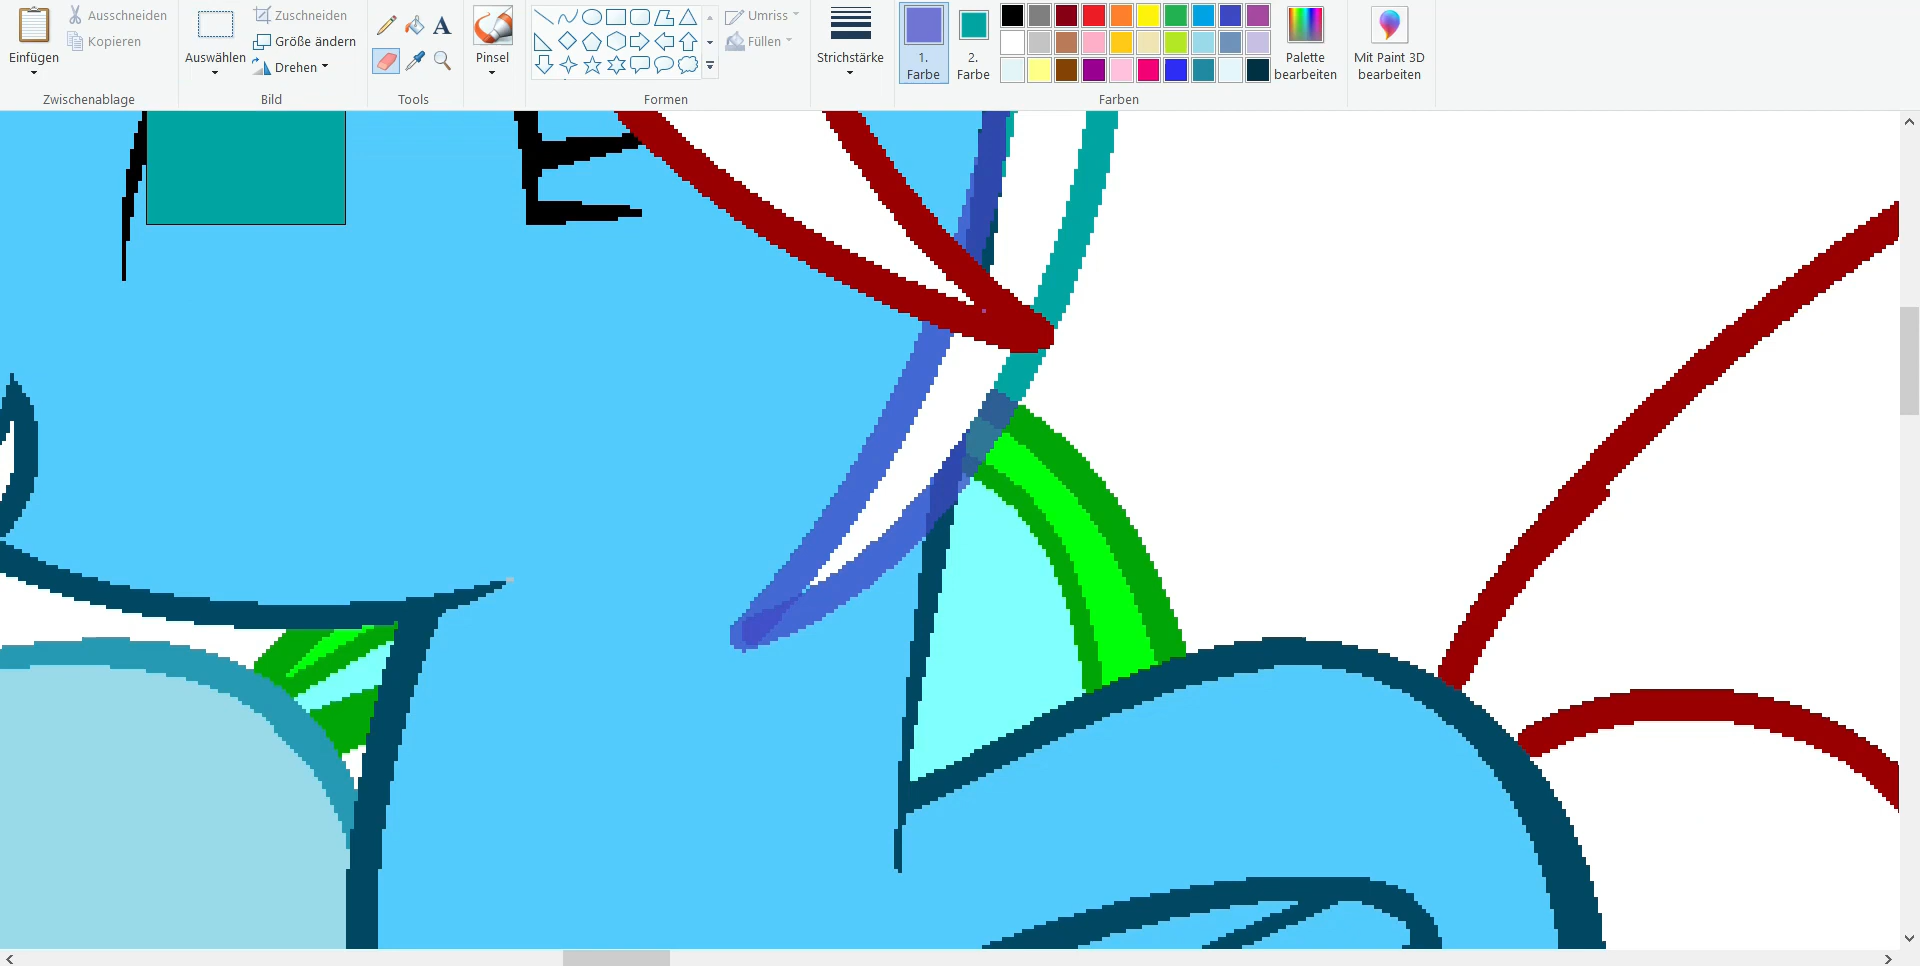 Einfügen
Ausschneiden
Kopieren
Zwischenablage
Auswählen
Zuschneiden
Größe ändern
Drehen
Bild
A
Tools
Pinsel
Umriss
Füllen
Formen
Strichstärke
1.
Farbe
2.
Farbe
Farben
Palette
bearbeiten
Mit Paint 3D
bearbeiten